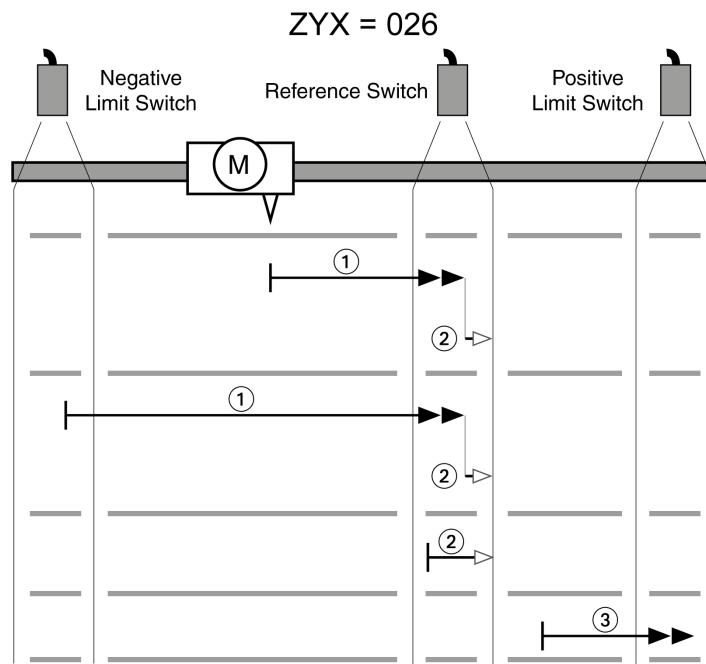 ZYX = 026
Negative
Limit Switch
Reference Switch
Positive
Limit Switch
M
1
2
1
2
2
3